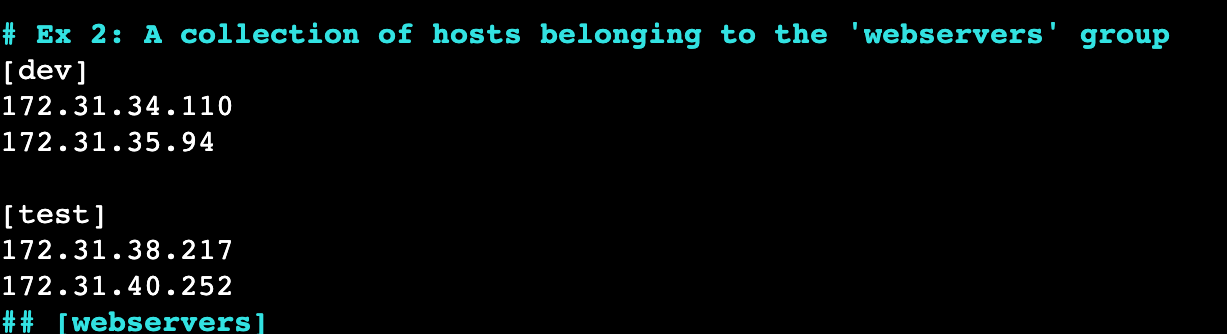 # Ex 2: A collection of hosts belonging to the 'webservers' group
[dev]
172.31.34.110
172.31.35.94
[test]
172.31.38.217
172.31.40.252
## [webservers]